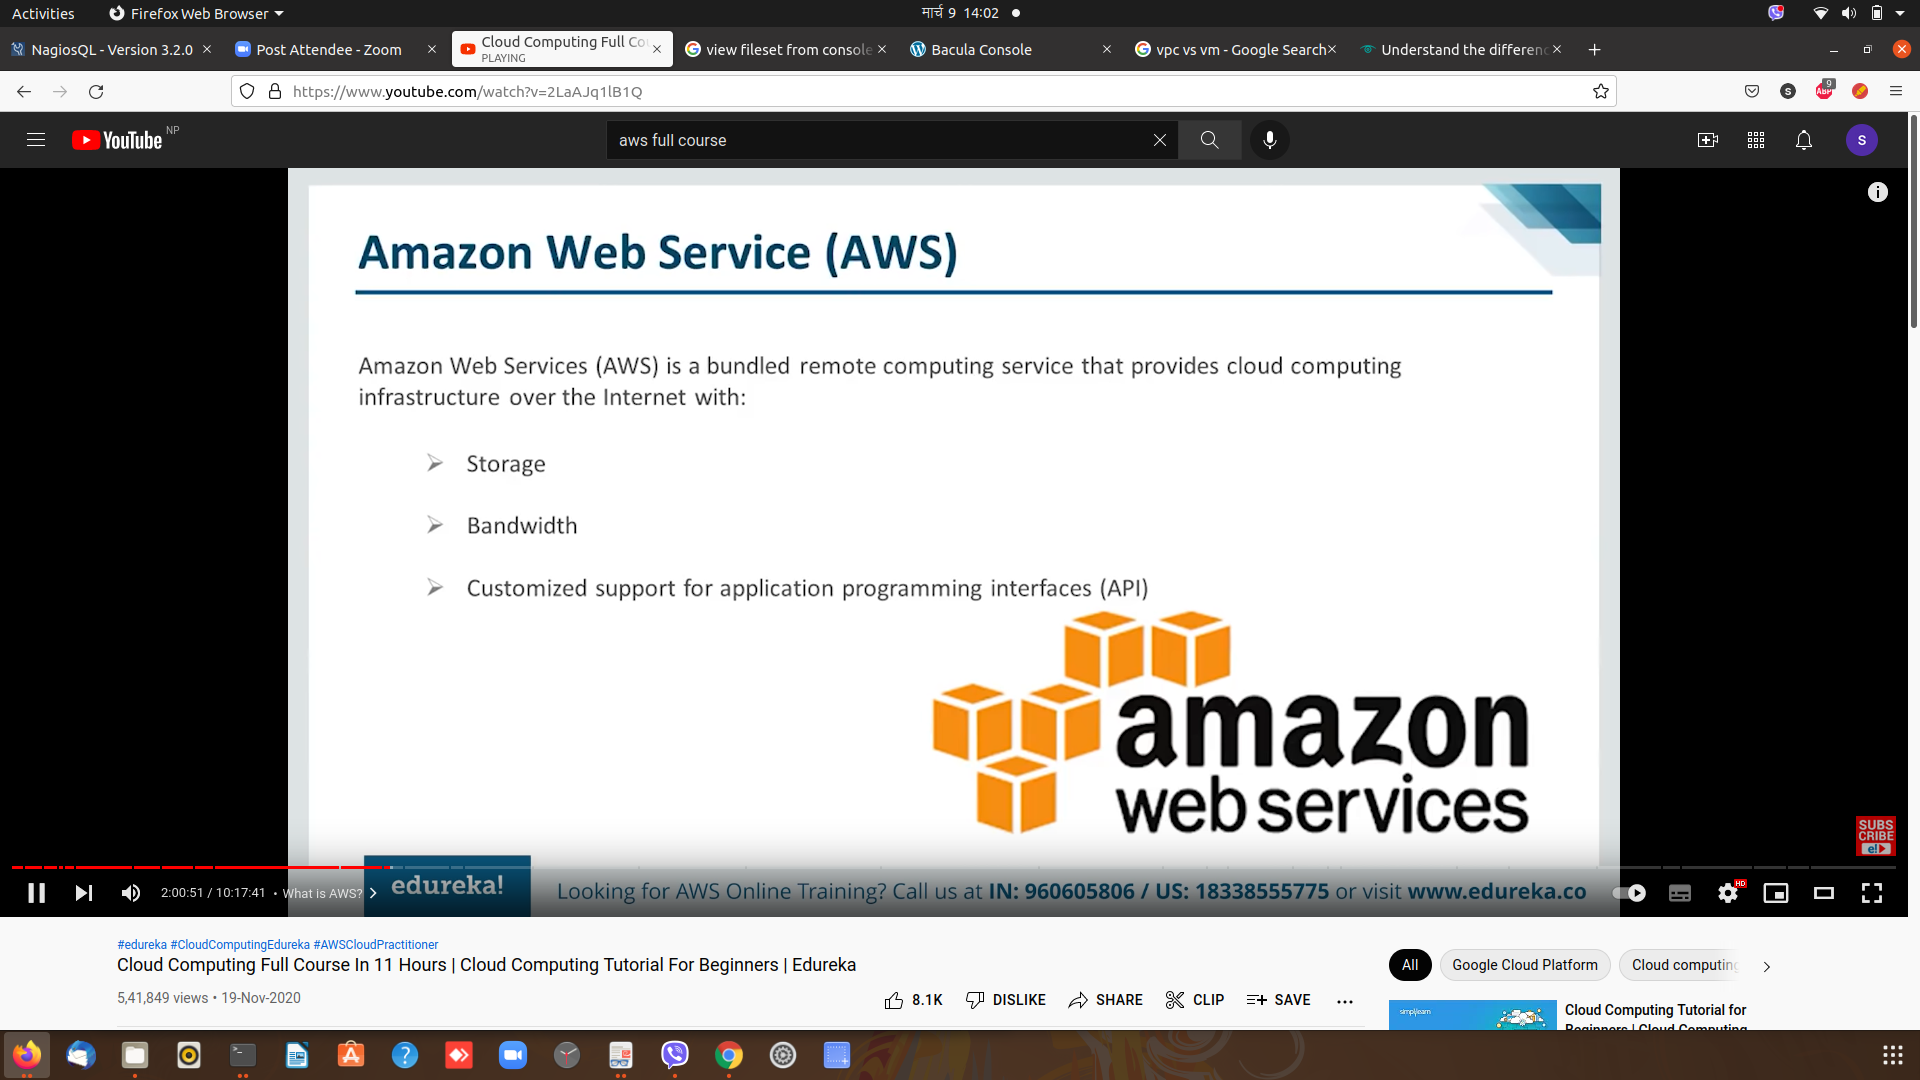 Activities
Firefox Web Browser
मार्च 9 14:02
NagiosQL - Version 3.2.0
Post Attendee - Zoom
Cloud Computing Full Co
PLAYING
view fileset from console
Bacula Console
vpc vs vm - Google Search
Understand the differen
https://www.youtube.com/watch?v=2LaAJq1lB1Q
S
ABP
9
YouTube NP
aws full course
S
Amazon Web Service (AWS)
Amazon Web Services (AWS) is a bundled remote computing service that provides cloud computing
infrastructure over the Internet with:
Storage
Bandwidth
Customized support for application programming interfaces (API)
amazon
web services
SUBS
CRIBE
e!
2:00:51 / 10:17:41 • What is AWS?
edureka!
Looking for AWS Online Training? Call us at IN: 960605806 / US: 18338555775 or visit www.edureka.co
HD
#edureka #CloudComputingEdureka #AWSCloudPractitioner
Cloud Computing Full Course In 11 Hours | Cloud Computing Tutorial For Beginners | Edureka
5,41,849 views • 19-Nov-2020
8.1K
DISLIKE
SHARE
CLIP
SAVE
All
Google Cloud Platform
Cloud computing
simplilearn
Cloud Computing Tutorial for
Beginners | Cloud Computing